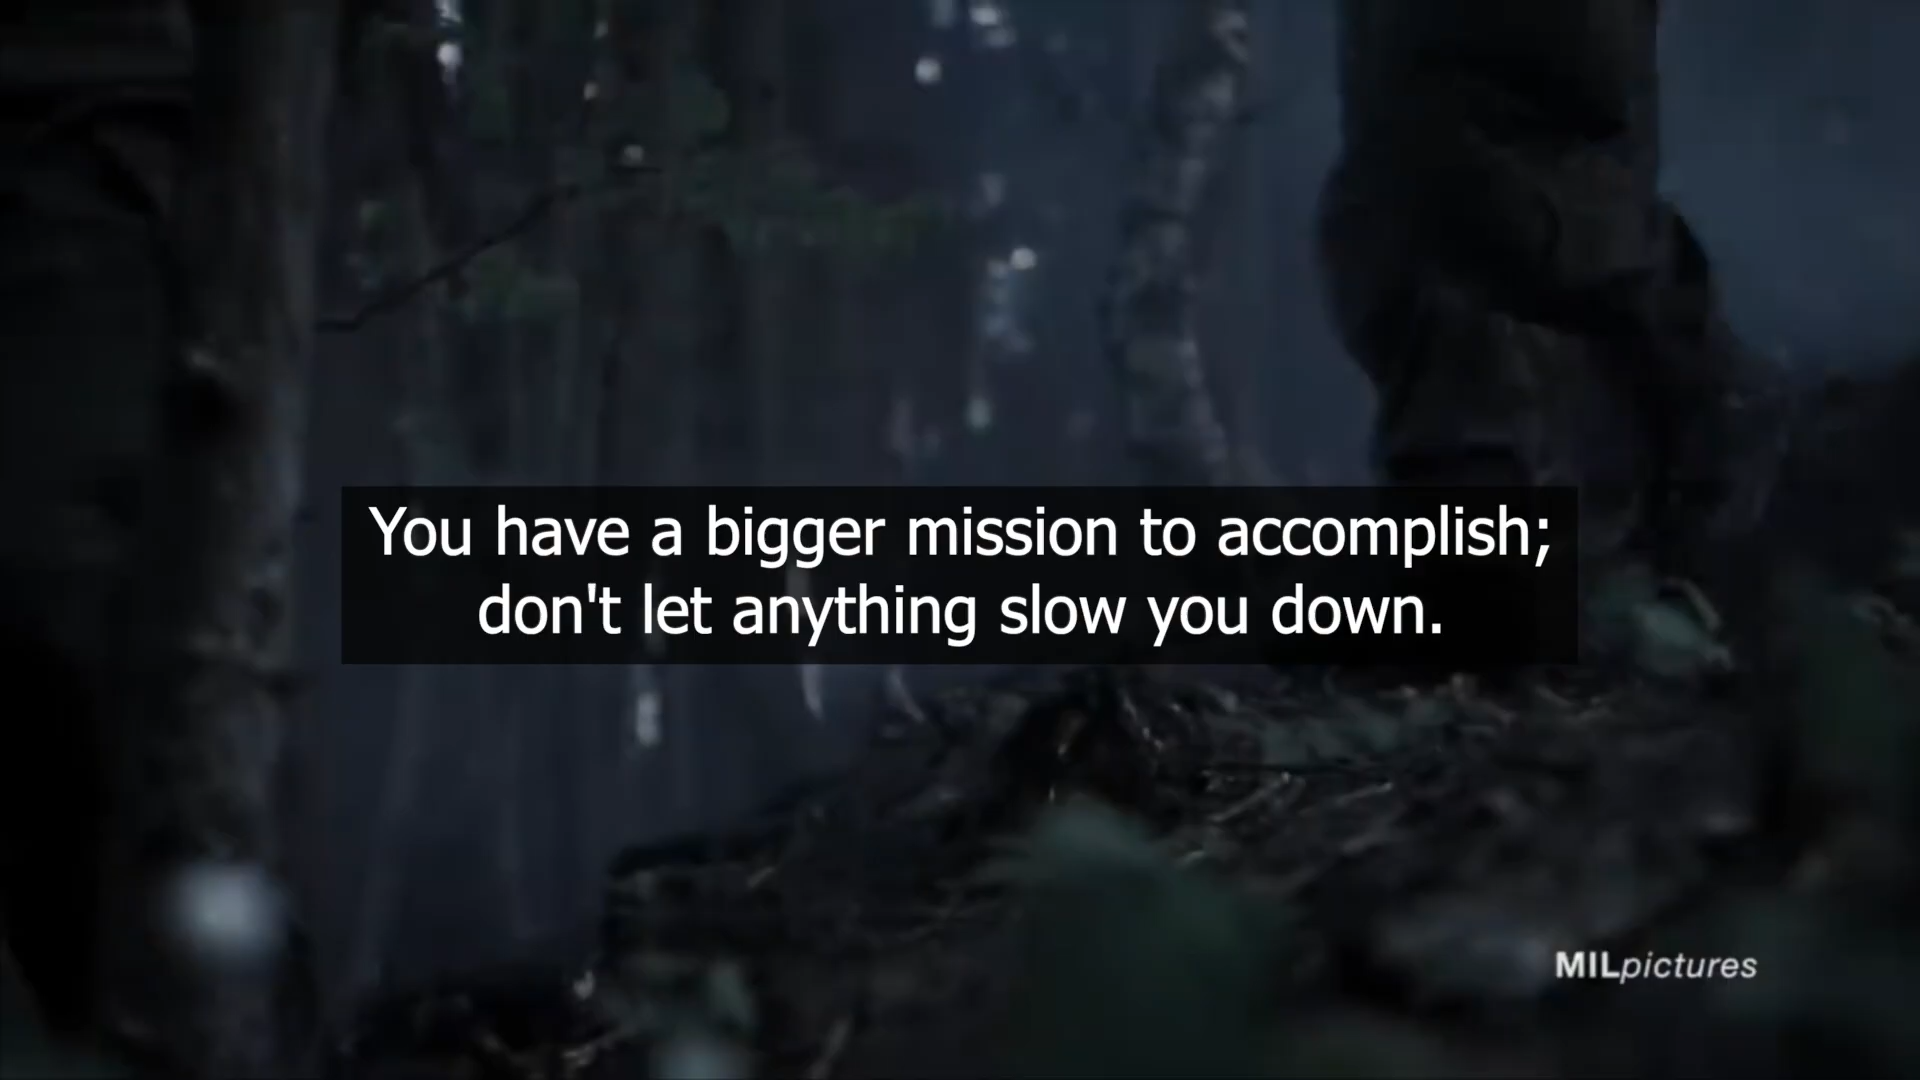 You have a bigger mission to accomplish;
don't let anything slow you down.
MILpictures